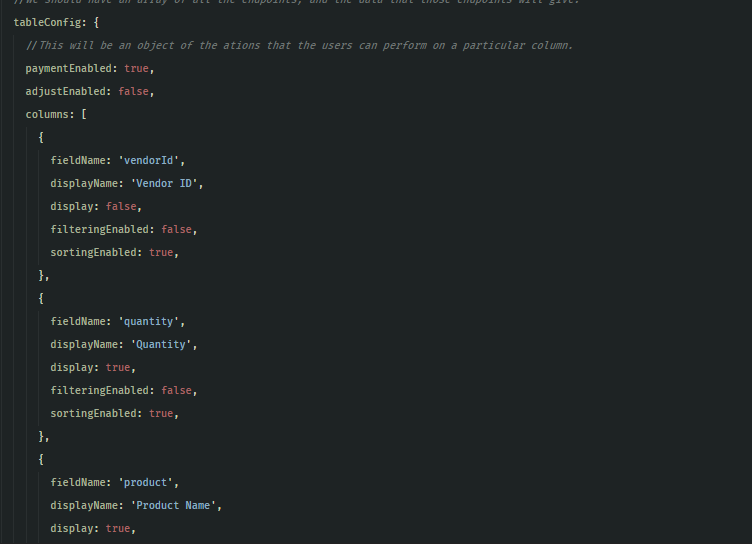 //We should have an array of all the endpoints, and the data that those endpoints will give.
tableConfig: {
//This will be an object of the ations that the users can perform on a particular column.
paymentEnabled: true,
adjustEnabled: false,
columns: [
{
fieldName: 'vendorId',
displayName: 'Vendor ID',
display: false,
filteringEnabled: false,
sortingEnabled: true,
},
{
fieldName: 'quantity',
displayName: 'Quantity',
display: true,
filteringEnabled: false,
sortingEnabled: true,
},
{
fieldName: 'product',
displayName: 'Product Name',
display: true,